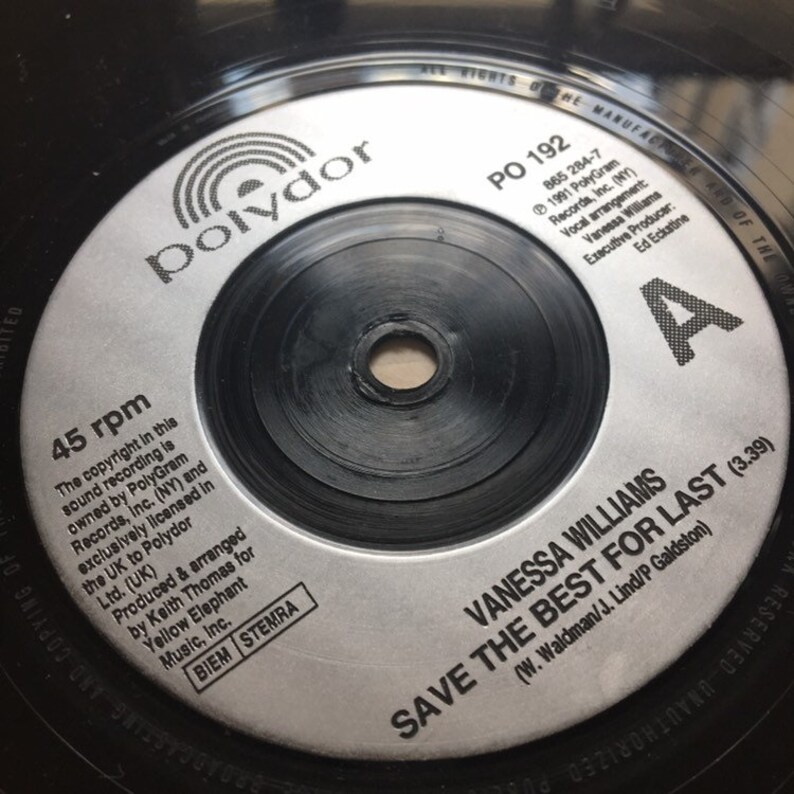 polydor
PO 192
865 284-7
℗ 1991 PolyGram
Records, Inc. (NY)
Vocal arrangement:
Vanessa Williams
Executive Producer:
Ed Eckstine
A
45 rpm
The copyright in this
sound recording is
owned by PolyGram
Records, Inc. (NY) and
exclusively licensed in
the UK to Polydor
Ltd. (UK)
Produced & arranged
by Keith Thomas for
Yellow Elephant
Music, Inc.
BIEM STEMRA
VANESSA WILLIAMS
SAVE THE BEST FOR LAST (3.39)
(W. Waldman/J. Lind/P Galdston)
ALL RIGHTS OF THE MANUFACTURER AND OF THE
RESERVED UNAUTHORIZED
BROADCASTING AND COPYING OF